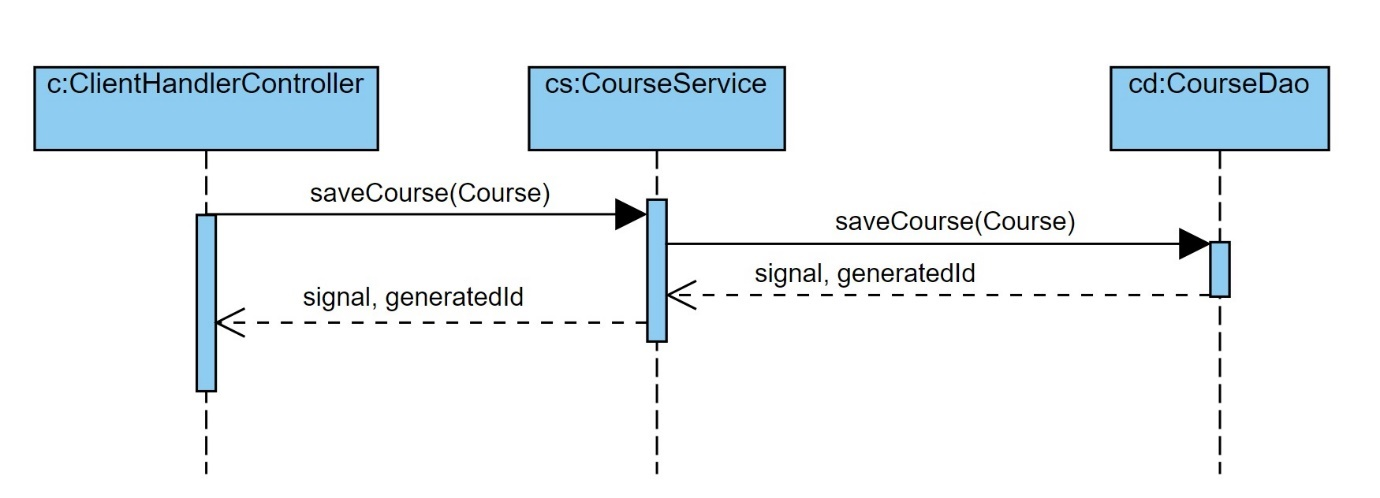 c:ClientHandlerController
cs:CourseService
cd:CourseDao
saveCourse(Course)
saveCourse(Course)
signal, generatedId
signal, generatedId